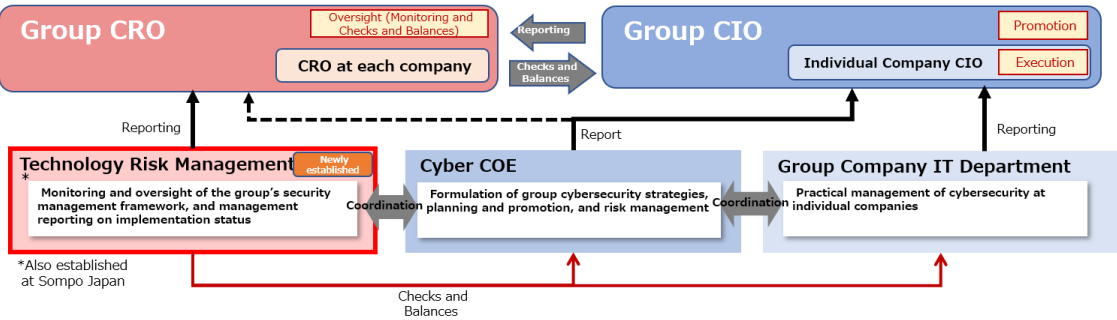 Group CRO
Oversight (Monitoring and
Checks and Balances)
CRO at each company
Reporting
Checks and
Balances
Group CIO
Promotion
Individual Company CIO
Execution
Reporting
Report
Reporting
Technology Risk Management
*
Newly
established
Monitoring and oversight of the group's security
management framework, and management
reporting on implementation status
Coordination
Cyber COE
Formulation of group cybersecurity strategies,
planning and promotion, and risk management
Coordination
Group Company IT Department
Practical management of cybersecurity at
individual companies
*Also established
at Sompo Japan
Checks and
Balances